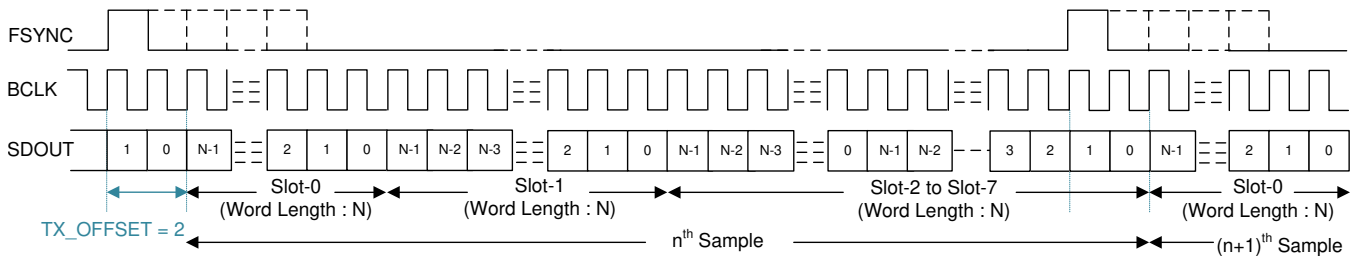 FSYNC
BCLK
SDOUT 1 0 N-1 2 1 0 N-1 N-2 N-3 2 1 0 N-1 N-2 N-3 0 N-1 N-2 3 2 1 0 N-1 2 1 0
Slot-0 Slot-1 Slot-2 to Slot-7 Slot-0
(Word Length : N) (Word Length : N) (Word Length : N) (Word Length : N)
TX_OFFSET = 2
nth Sample (n+1)th Sample